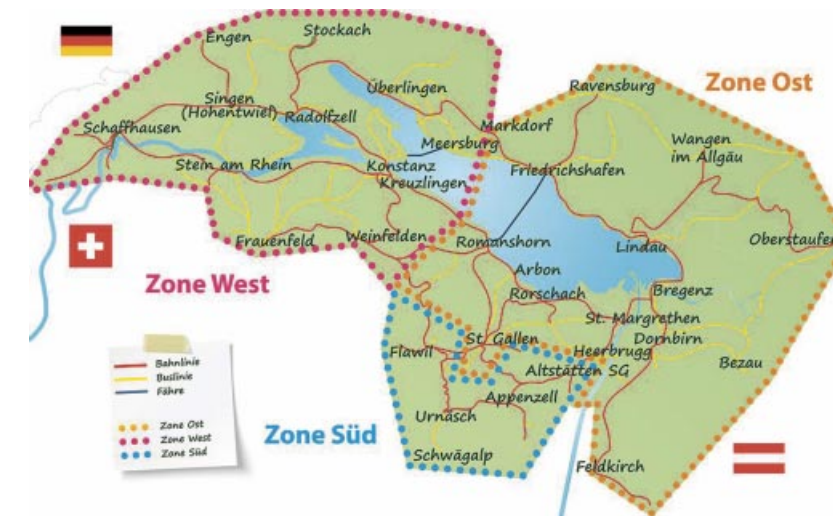 Stockach
Engen
Überlingen
Zone Ost
Ravensburg
Singen
(Hohentwiel)
Radolfzell
Schaffhausen
Markdorf
Meersburg
Wangen
im Allgäu
Stein am Rhein
Konstanz
Kreuzlingen
Friedrichshafen
Frauenfeld
Weinfelden
Romanshorn
Lindau
Oberstaufen
Zone West
Arbon
Rorschach
Bregenz
St. Margrethen
Dornbirn
St. Gallen
Flawil
Heerbrugg
Altstätten SG
Bezau
Appenzell
Urnäsch
Zone Süd
Schwägalp
Feldkirch
Bahnlinie
Buslinie
Fähre
Zone Ost
Zone West
Zone Süd